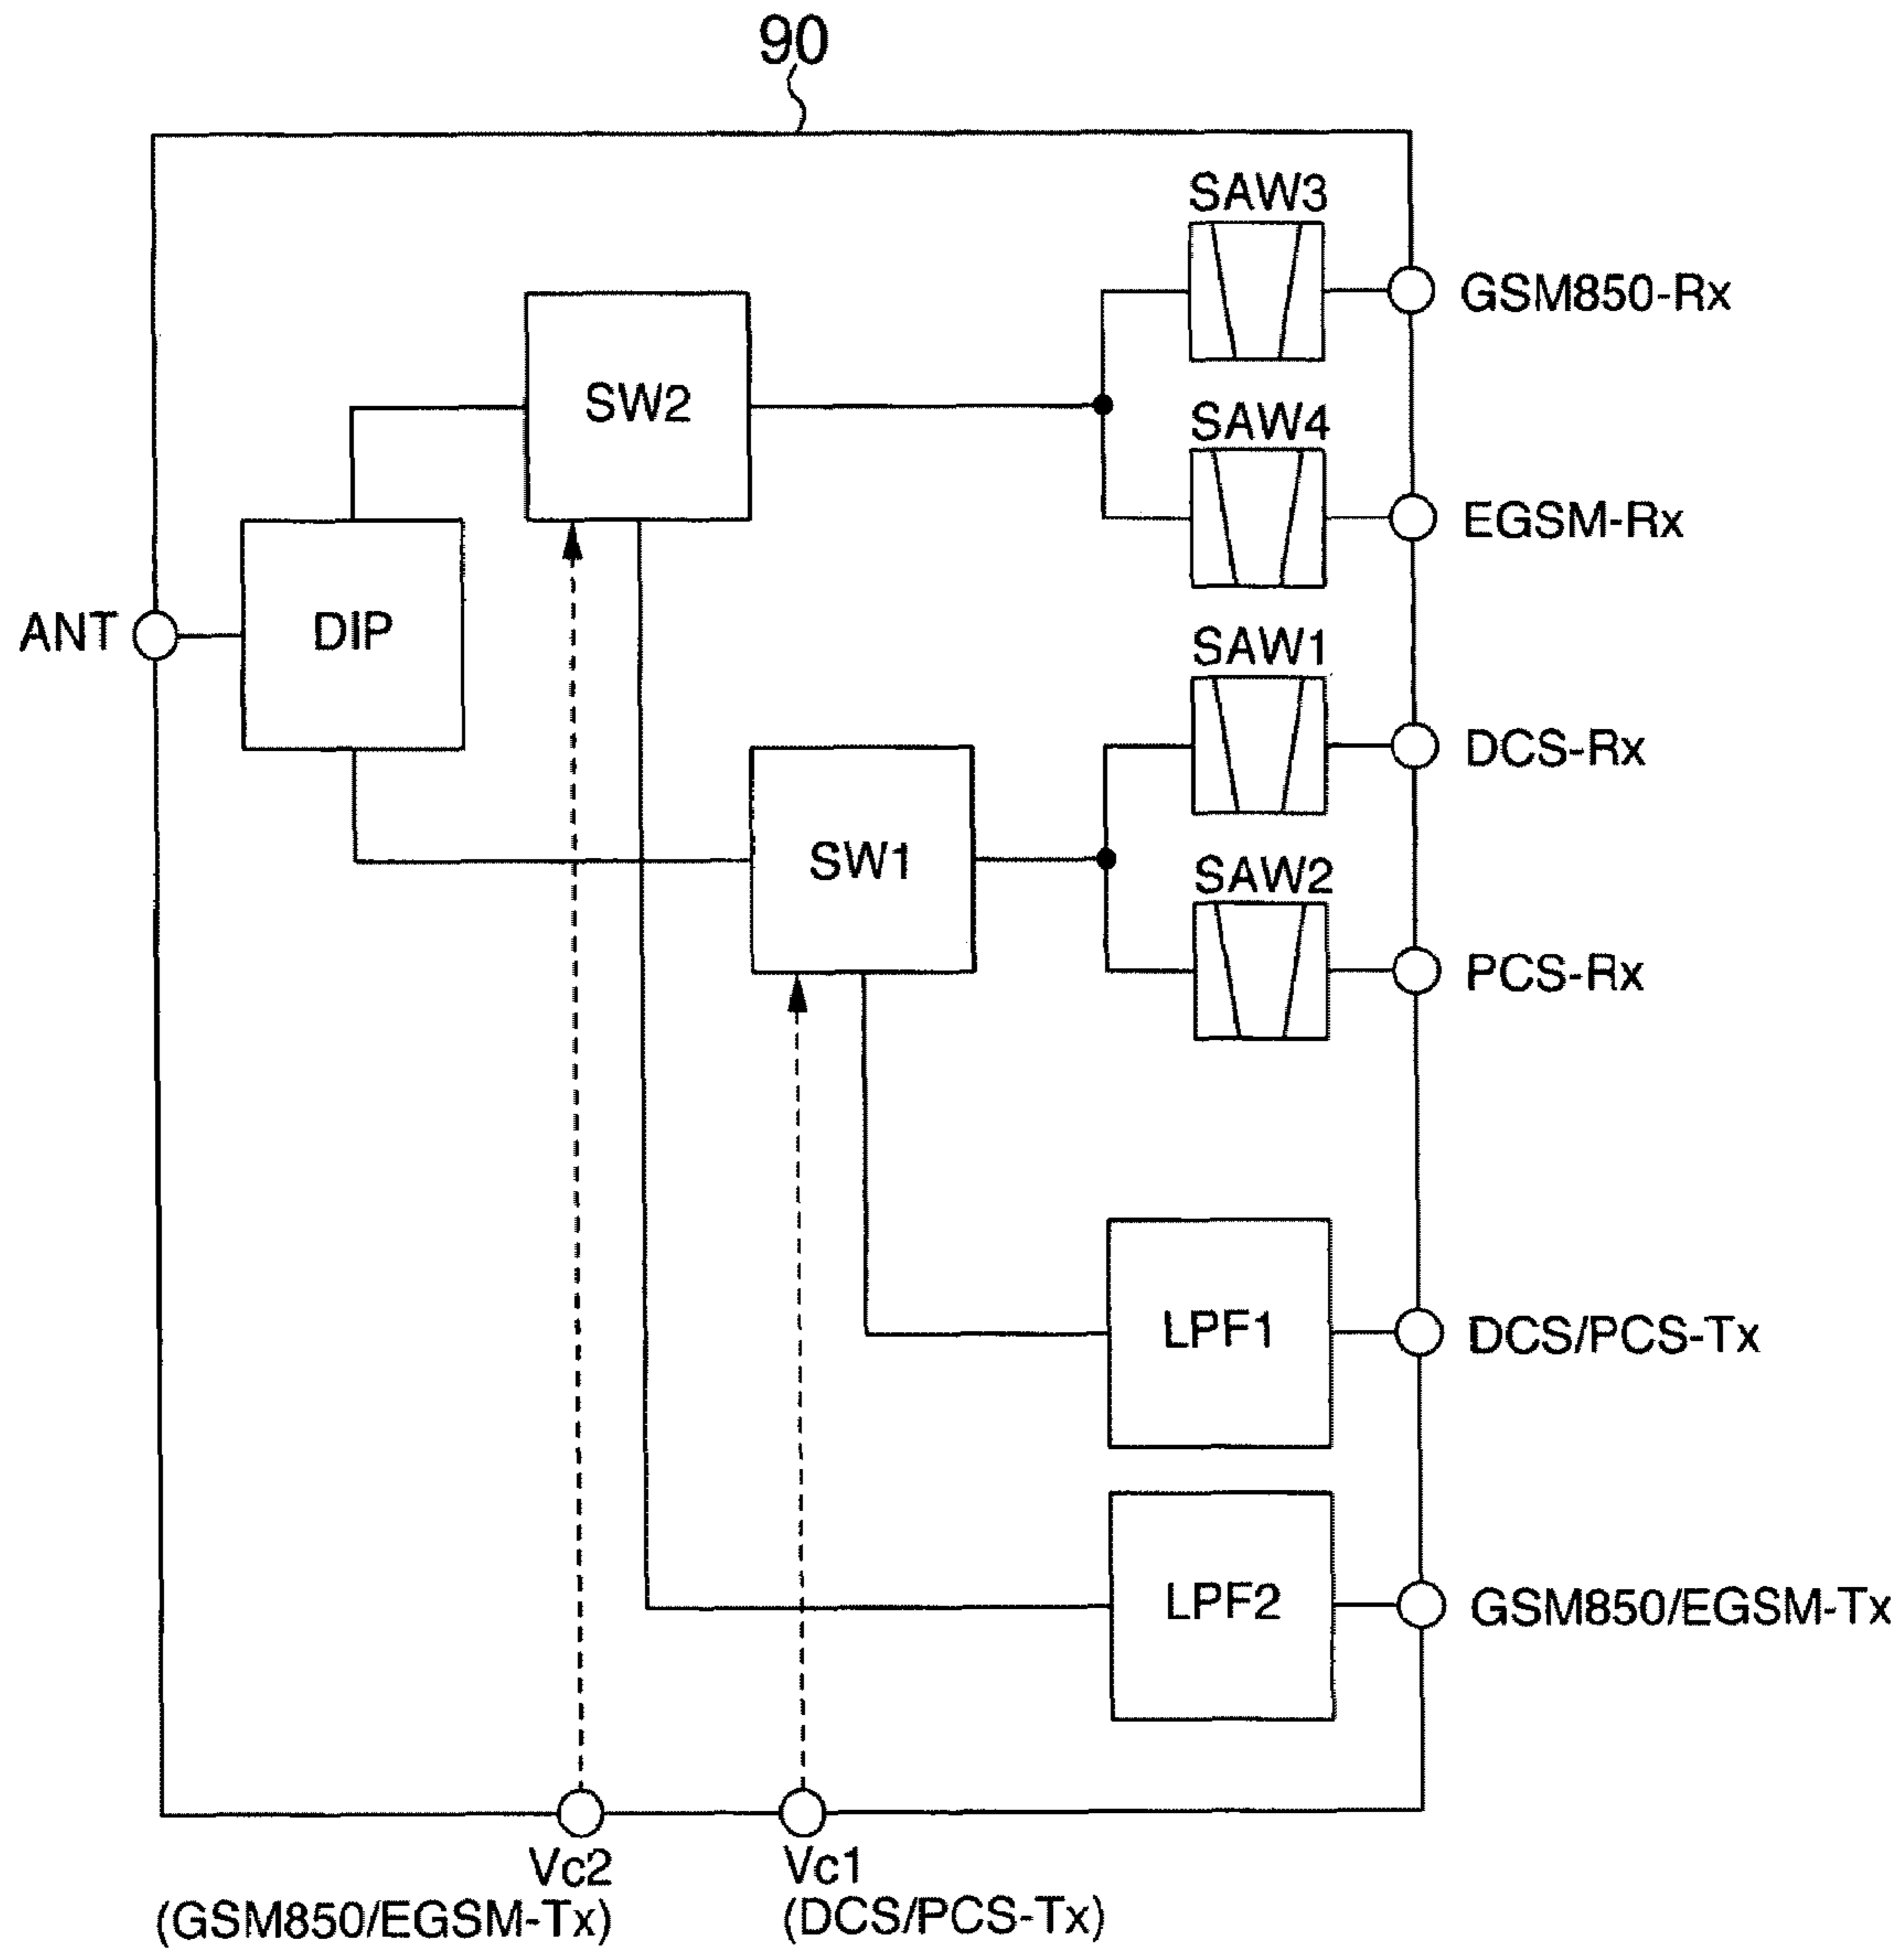 90
SAW3
GSM850-Rx
SW2
SAW4
EGSM-Rx
ANT
DIP
SAW1
DCS-Rx
SW1
SAW2
PCS-Rx
LPF1
DCS/PCS-Tx
LPF2
GSM850/EGSM-Tx
Vc2
(GSM850/EGSM-Tx)
Vc1
(DCS/PCS-Tx)